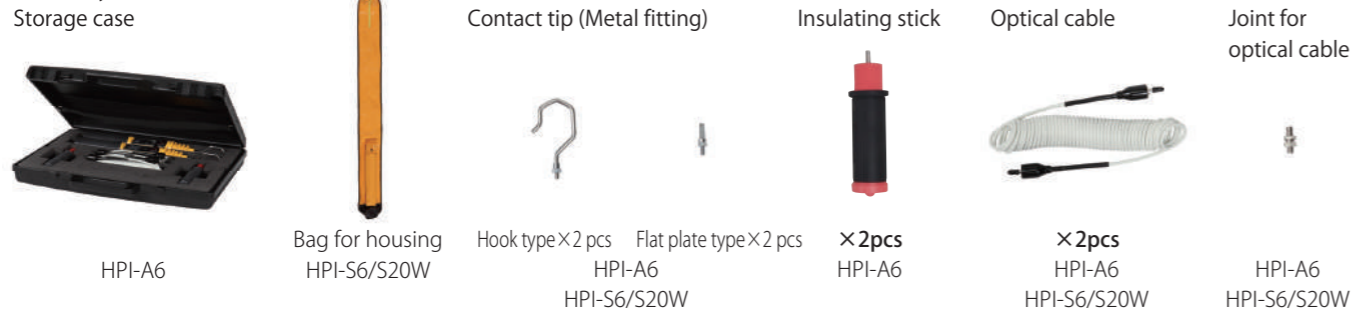 Storage case
Contact tip (Metal fitting)
Insulating stick
Optical cable
Joint for
optical cable
Bag for housing
Hook type×2 pcs
Flat plate type×2 pcs
×2pcs
×2pcs
HPI-A6
HPI-S6/S20W
HPI-A6
HPI-A6
HPI-A6
HPI-A6
HPI-S6/S20W
HPI-S6/S20W
HPI-S6/S20W